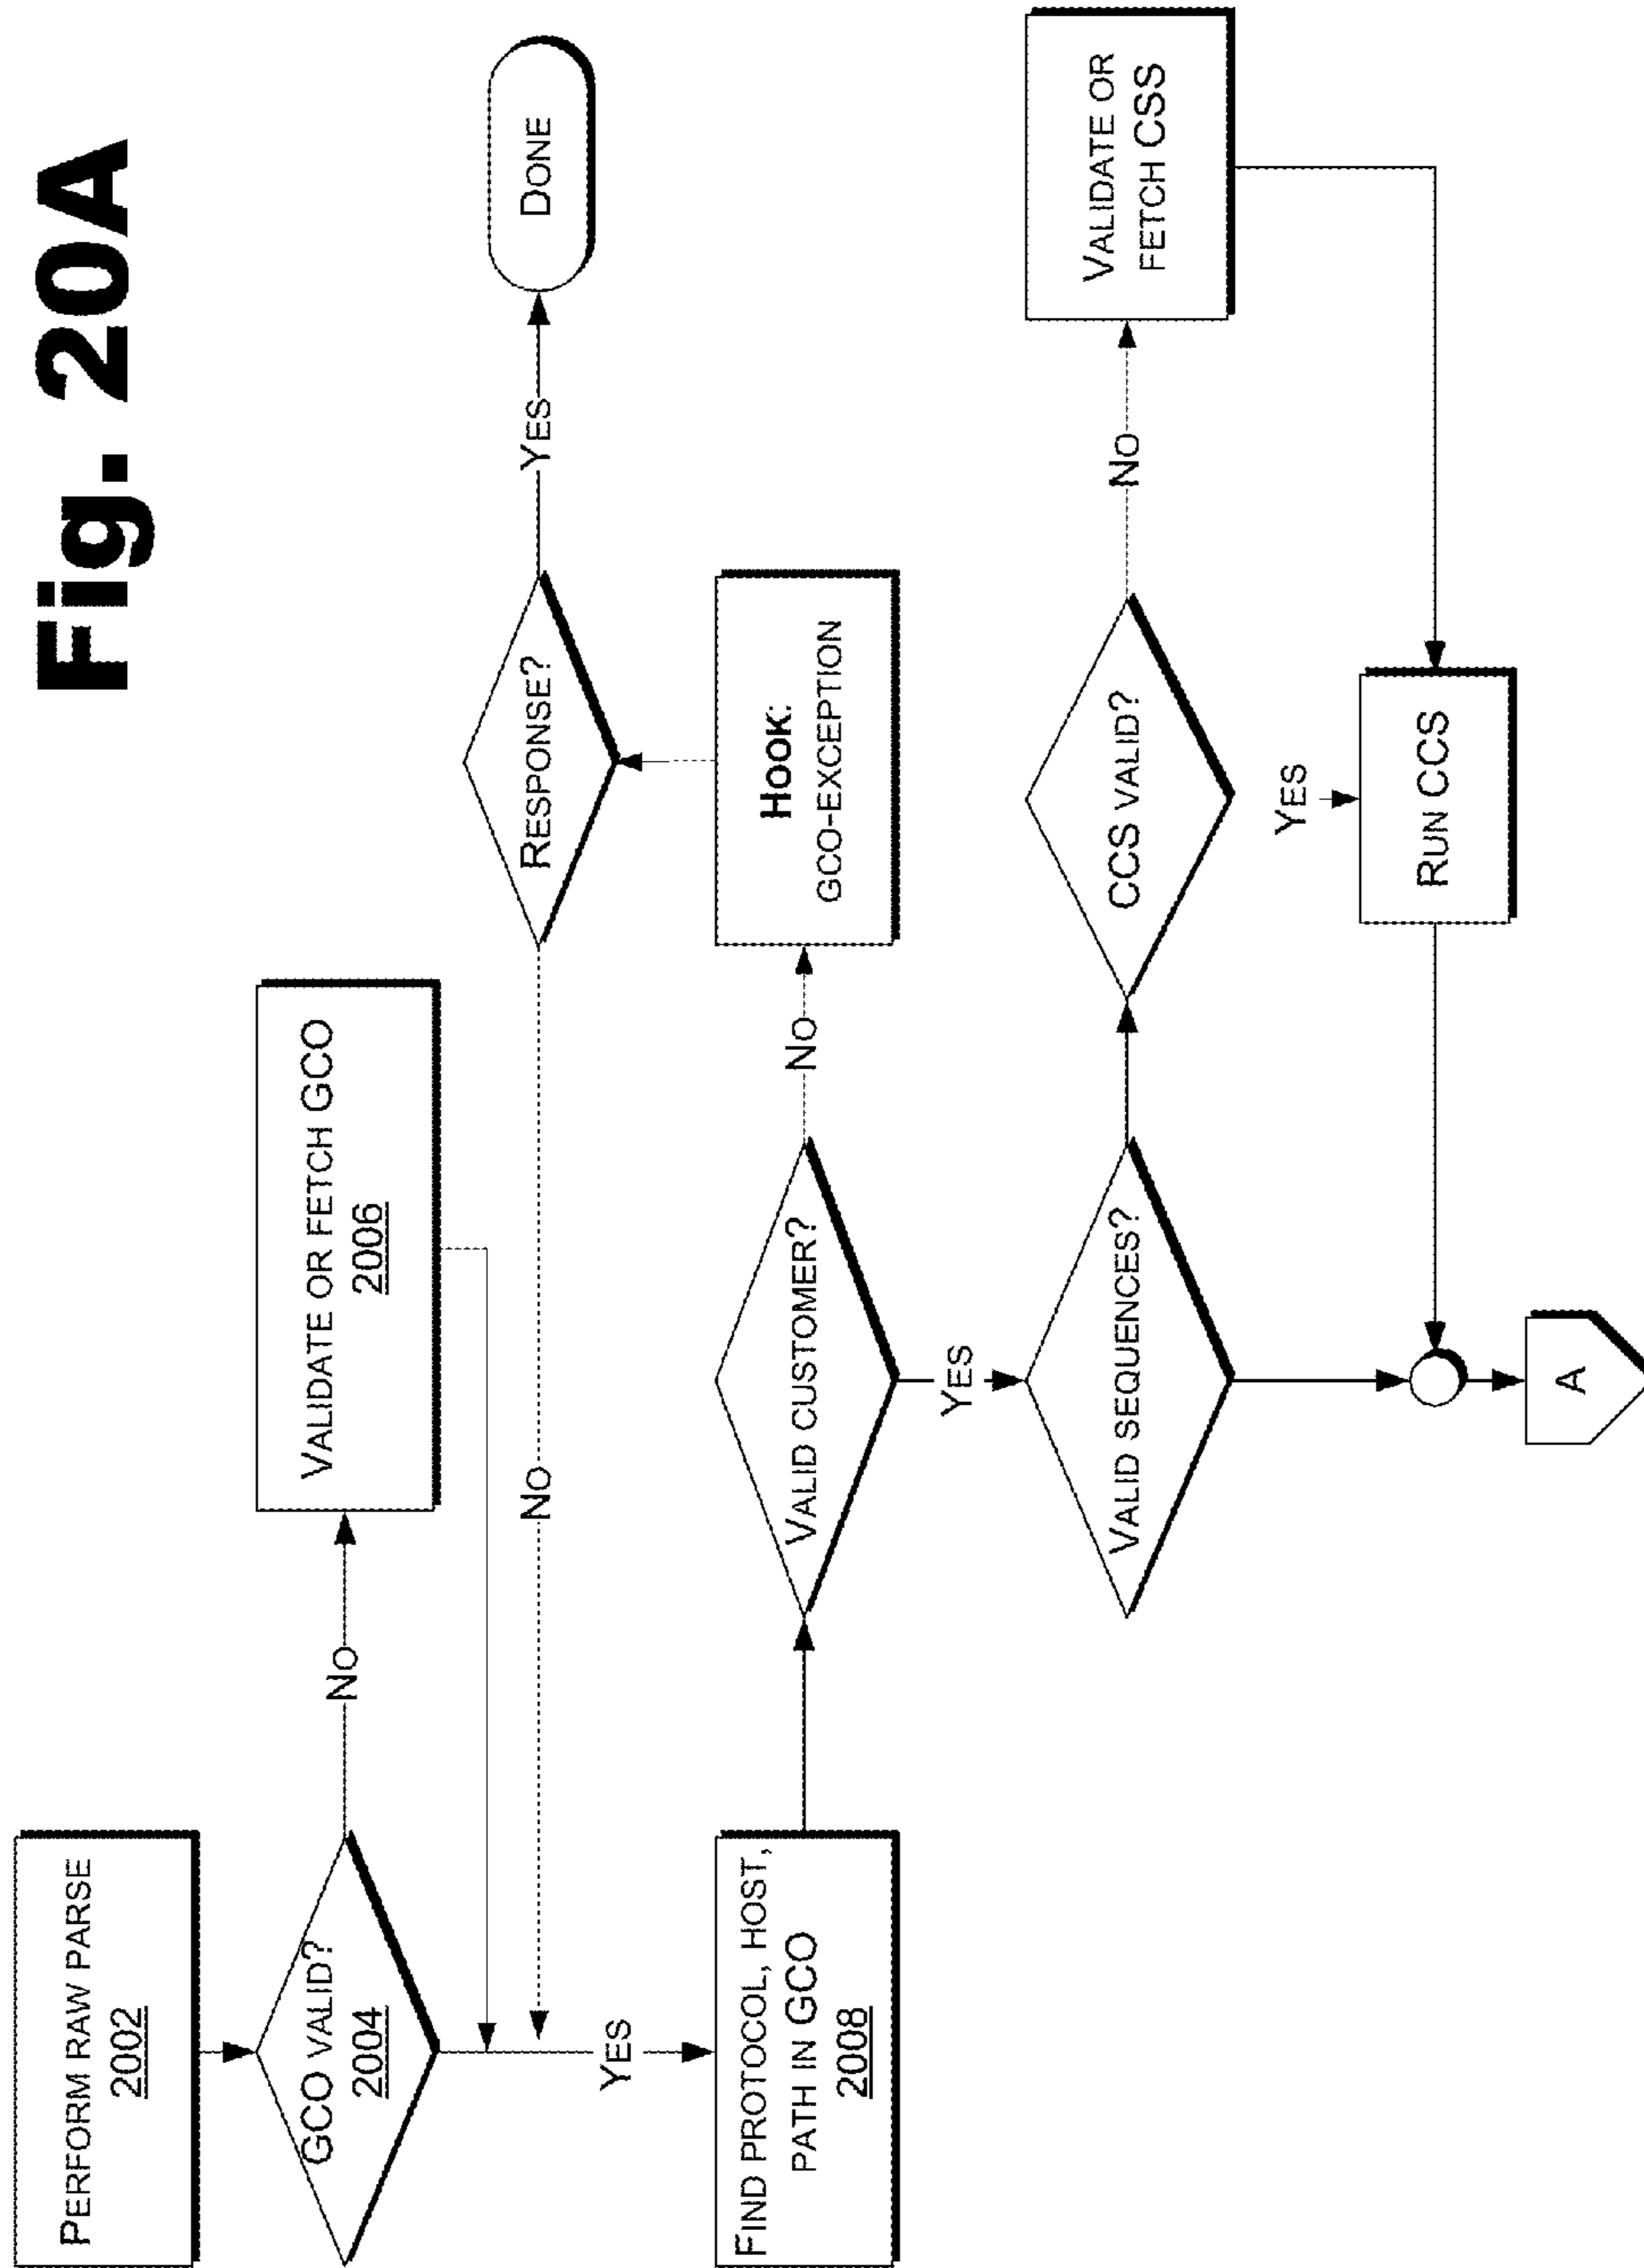 Fig. 20A
PERFORM RAW PARSE
2002
GCO VALID?
2004
NO
VALIDATE OR FETCH GCO
2006
YES
NO
RESPONSE?
YES
DONE
FIND PROTOCOL, HOST,
PATH IN GCO
2008
VALID CUSTOMER?
NO
HOOK:
GCO-EXCEPTION
YES
VALID SEQUENCES?
CCS VALID?
NO
VALIDATE OR
FETCH CSS
YES
RUN CCS
A